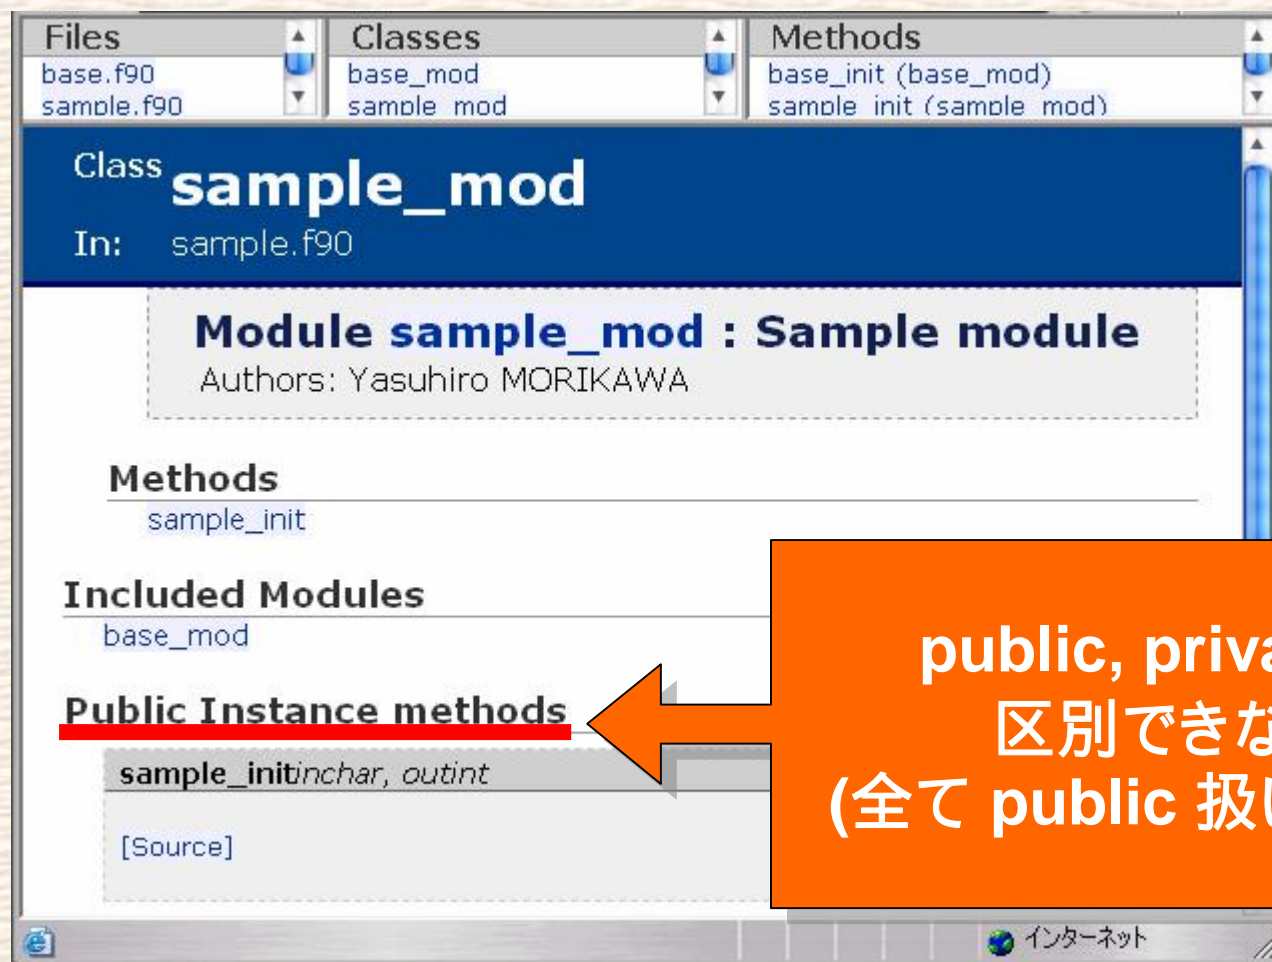 Files
base.f90
sample.f90
Classes
base_mod
sample_mod
Methods
base_init (base_mod)
sample_init (sample_mod)
Class sample_mod
In: sample.f90
Module sample_mod : Sample module
Authors: Yasuhiro MORIKAWA
Methods
sample_init
Included Modules
base_mod
Public Instance methods
sample_initinchar, outint
[Source]
public, priva
区別できな
(全て public 扱
インターネット